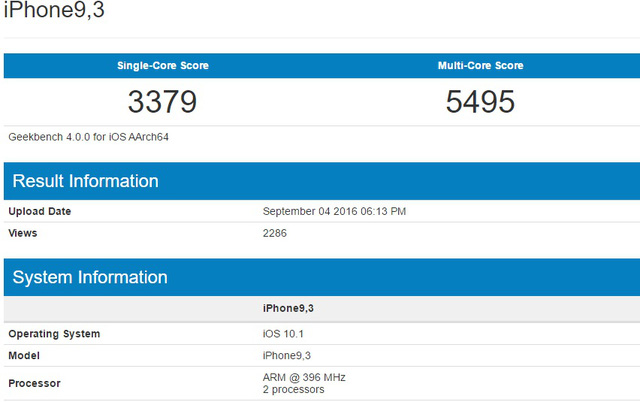 iPhone9,3
Single-Core Score Multi-Core Score
3379 5495
Geekbench 4.0.0 for iOS AArch64
Result Information
Upload Date September 04 2016 06:13 PM
Views 2286
System Information
iPhone9,3
Operating System iOS 10.1
Model iPhone9,3
Processor ARM @ 396 MHz
2 processors